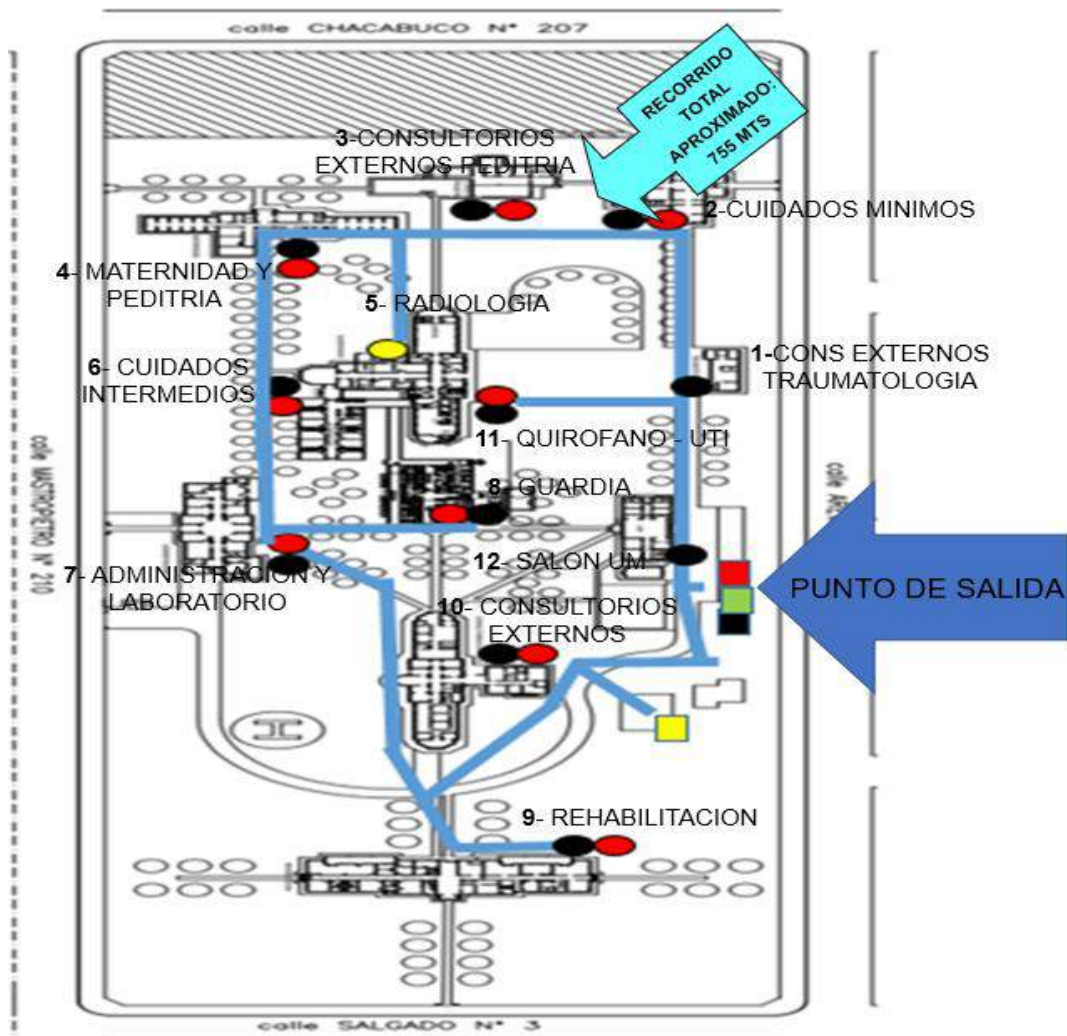 calle CHACABUCO N° 207
RECORRIDO
TOTAL
APROXIMADO:
755 MTS
3-CONSULTORIOS
EXTERNOS PEDITRIA
2-CUIDADOS MINIMOS
4- MATERNIDAD Y
PEDITRIA
5- RADIOLOGIA
6- CUIDADOS
INTERMEDIOS
1-CONS EXTERNOS
TRAUMATOLOGIA
11- QUIROFANO - UTI
calle MASTROPETRO N° 210
8- GUARDIA
calle
12- SALON UM
7- ADMINISTRACION Y
LABORATORIO
PUNTO DE SALIDA
10- CONSULTORIOS
EXTERNOS
H
9- REHABILITACION
calle SALGADO N° 3